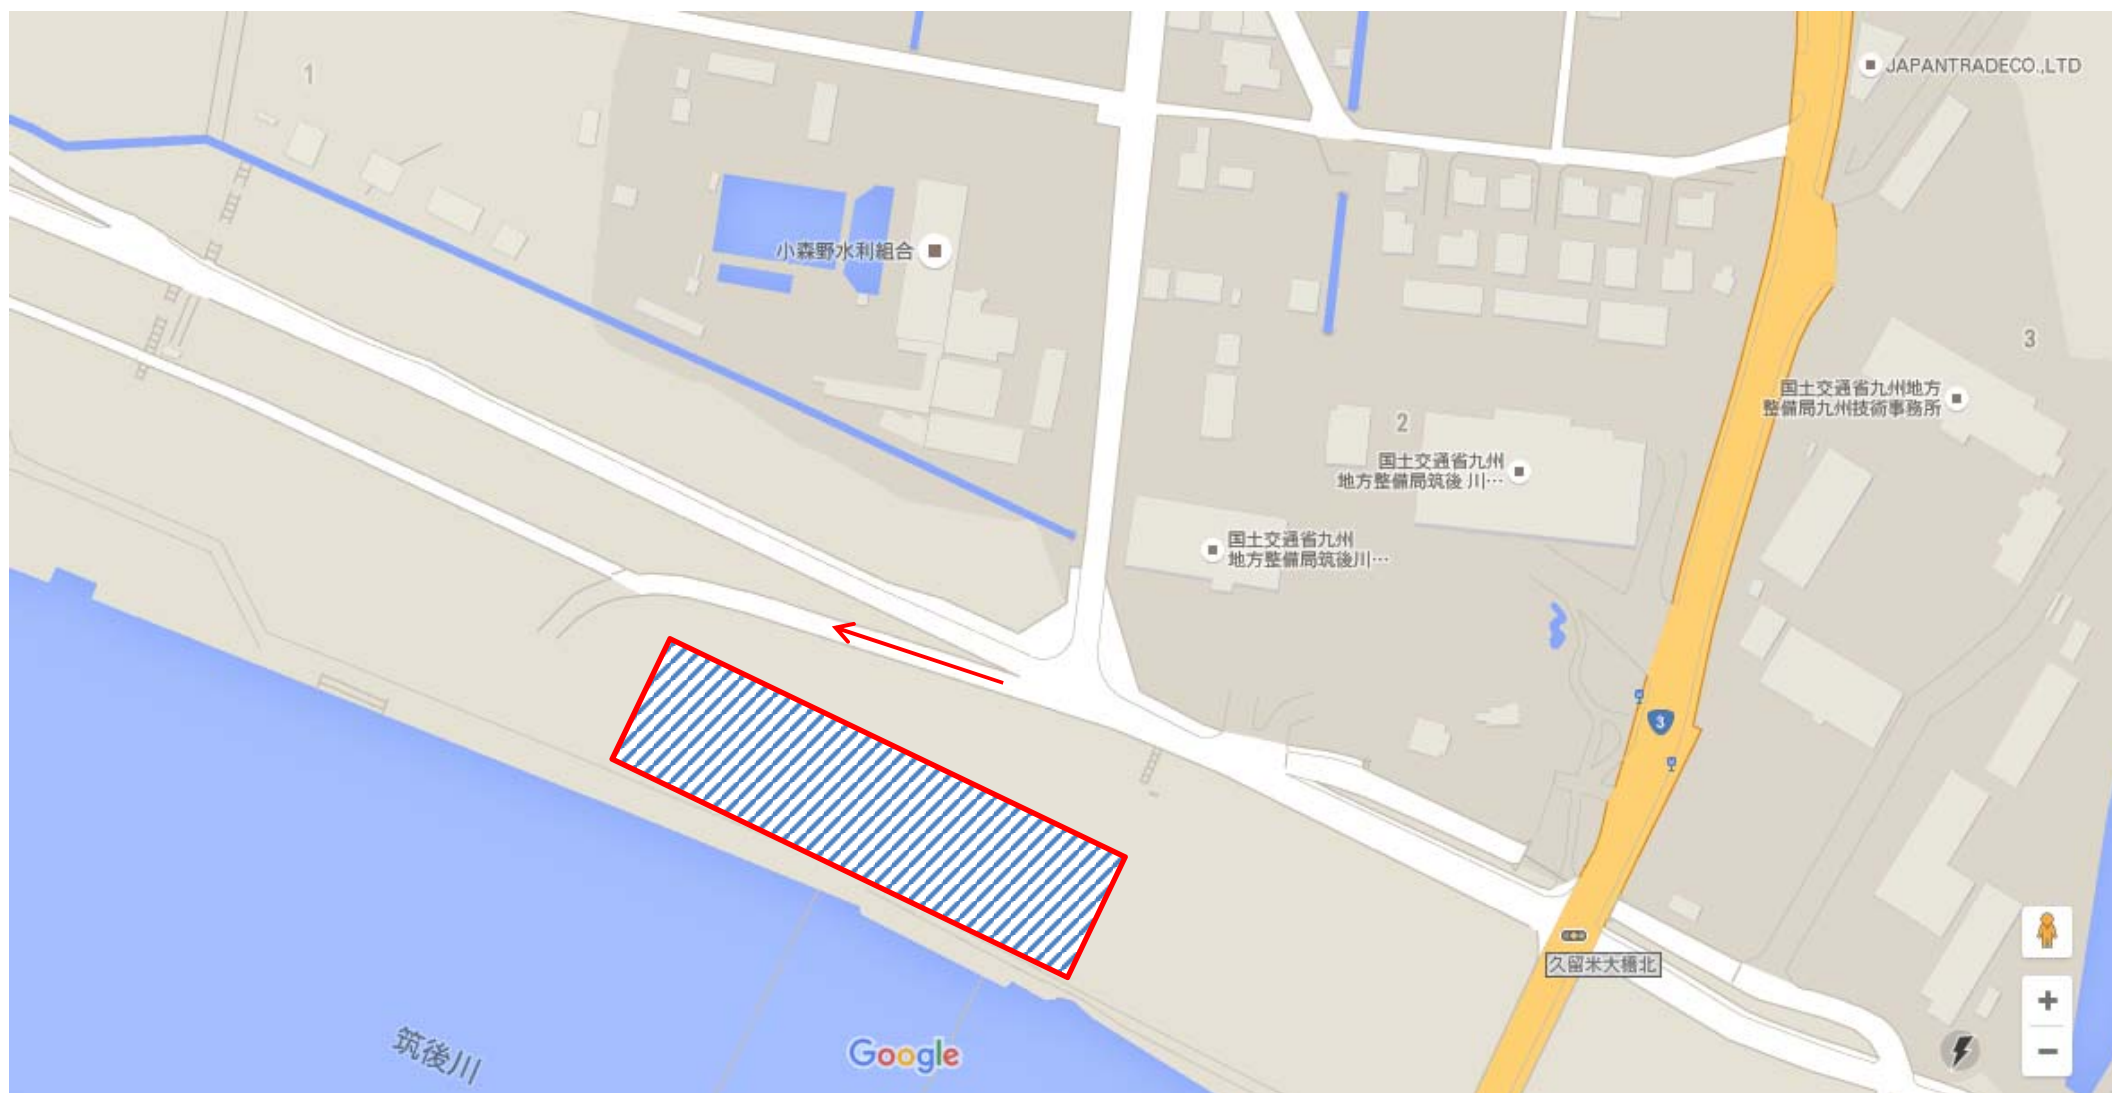 1
JAPANTRADECO.,LTD
小森野水利組合
3
国土交通省九州地方
整備局九州技術事務所
2
国土交通省九州
地方整備局筑後川…
国土交通省九州
地方整備局筑後川…
3
久留米大橋北
筑後川
Google
+
−